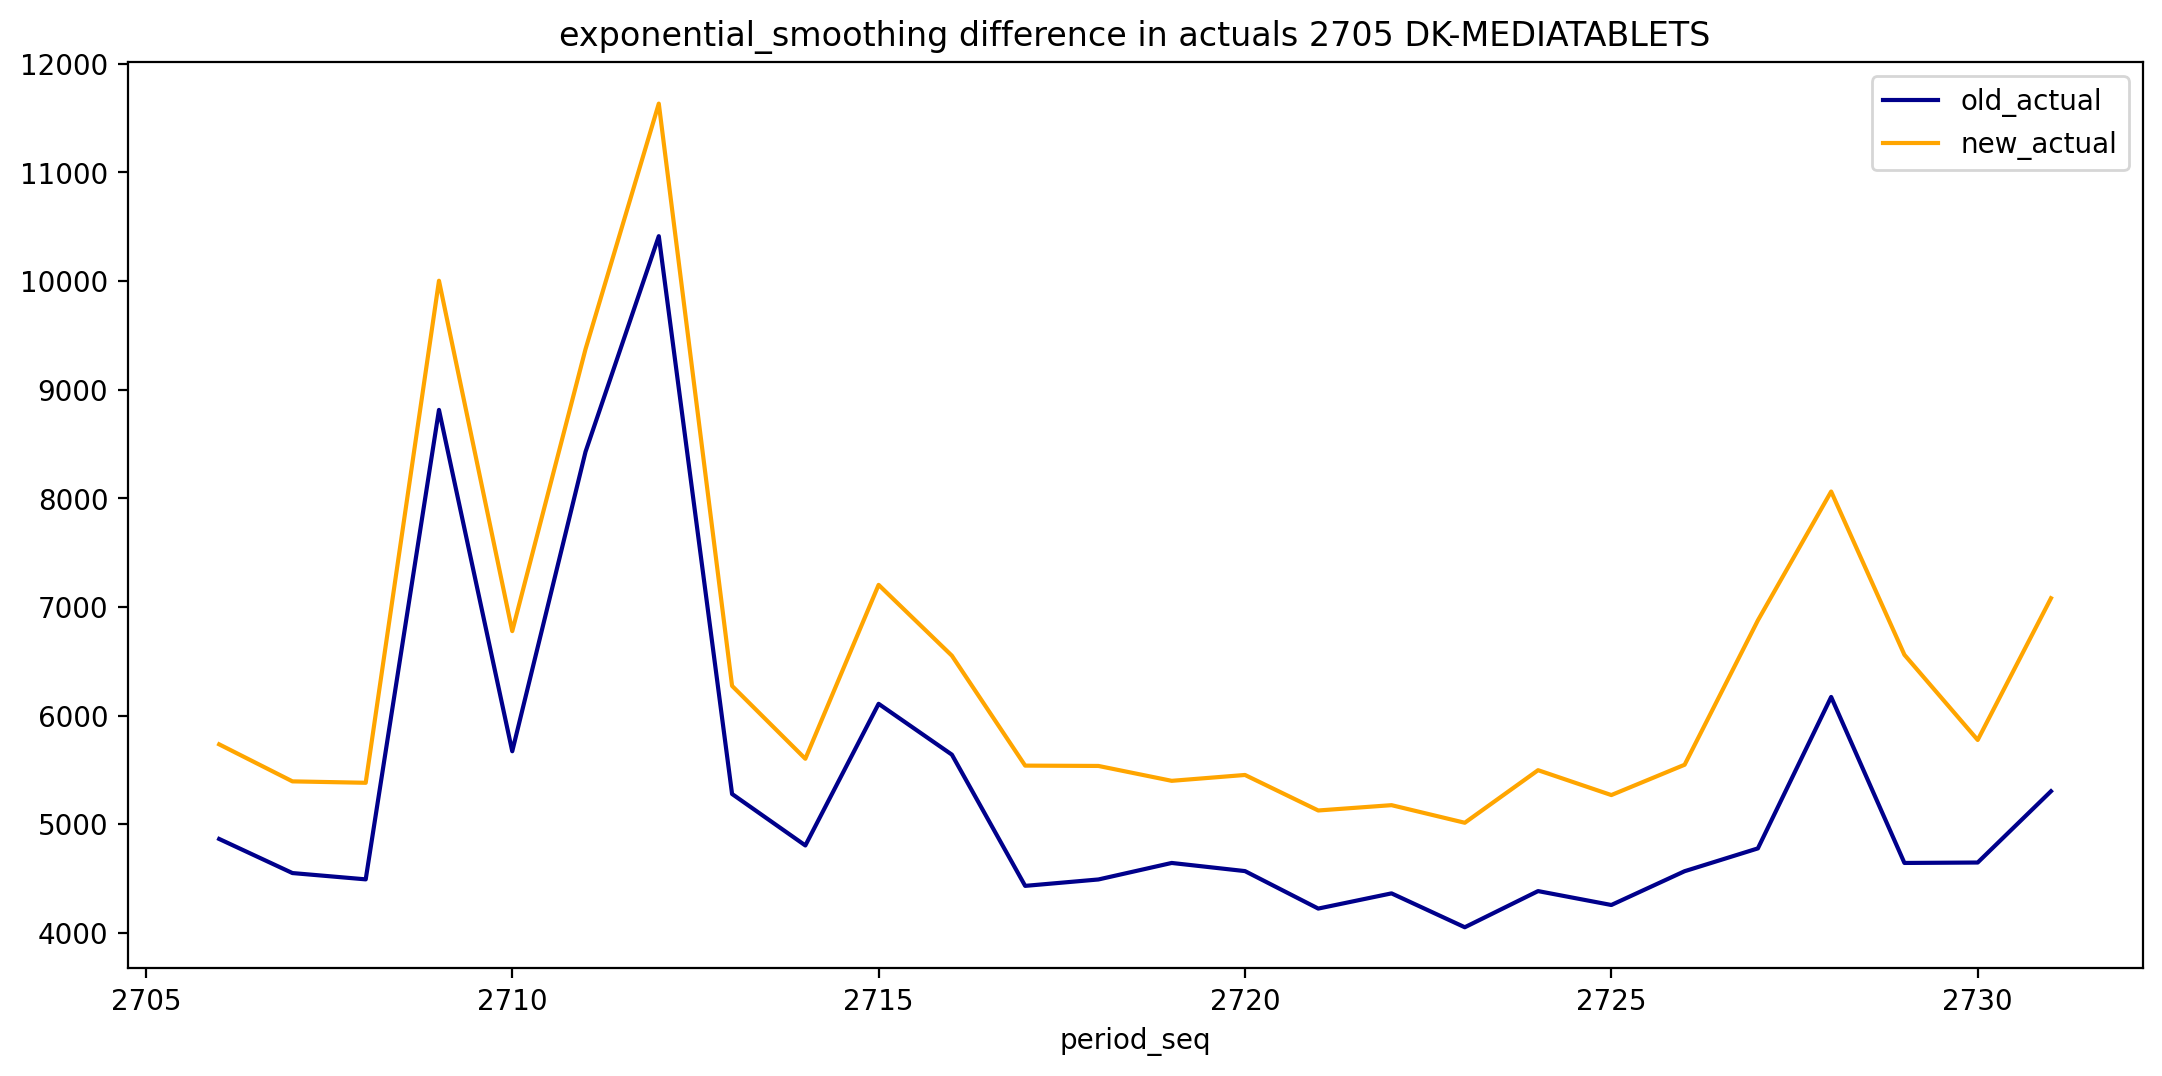 exponential_smoothing difference in actuals 2705 DK-MEDIATABLETS
12000
11000
10000
9000
8000
7000
6000
5000
4000
old_actual
new_actual
2705 2710 2715 2720 2725 2730
period_seq